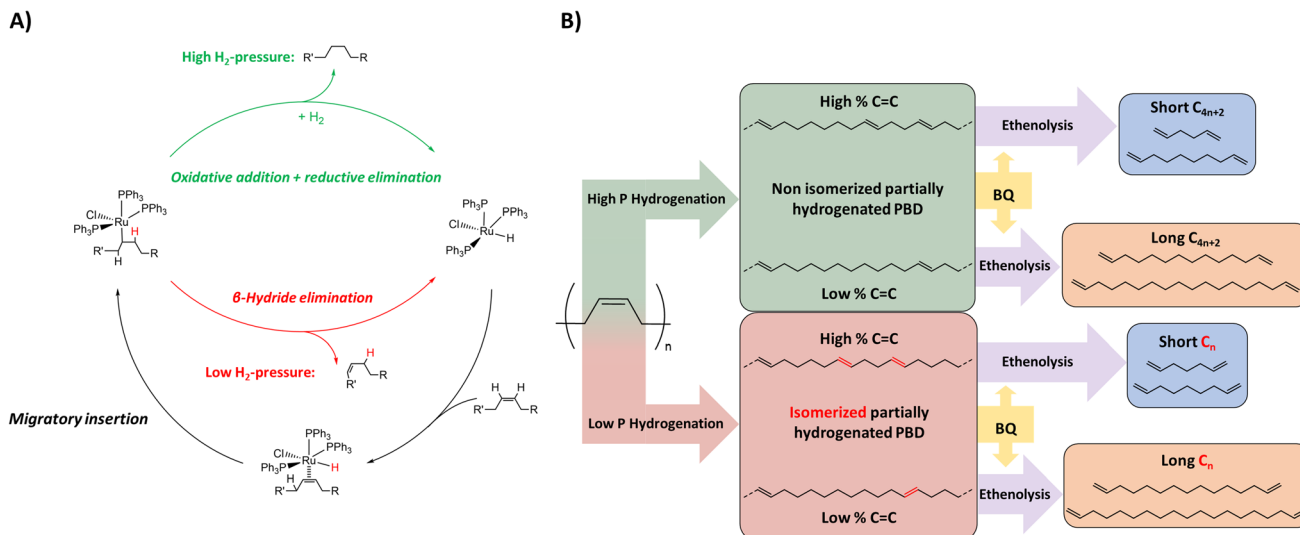 A)
High H₂-pressure:
R'
R
+ H₂
Oxidative addition + reductive elimination
PPh₃
Cl
PPh₃
Ru
Ph₃P
H
R'
R
H
Ph₃P
PPh₃
Cl
Ru
H
Ph₃P
β-Hydride elimination
Low H₂-pressure:
H
R'
R
H
H
R'
R
Migratory insertion
PPh₃
Cl
PPh₃
Ru
Ph₃P
H
H
R'
R
B)
n
High P Hydrogenation
Low P Hydrogenation
High % C=C
Non isomerized partially
hydrogenated PBD
Low % C=C
High % C=C
Isomerized partially
hydrogenated PBD
Low % C=C
Ethenolysis
BQ
Ethenolysis
Ethenolysis
BQ
Ethenolysis
Short C₄ₙ₊₂
Long C₄ₙ₊₂
Short Cₙ
Long Cₙ